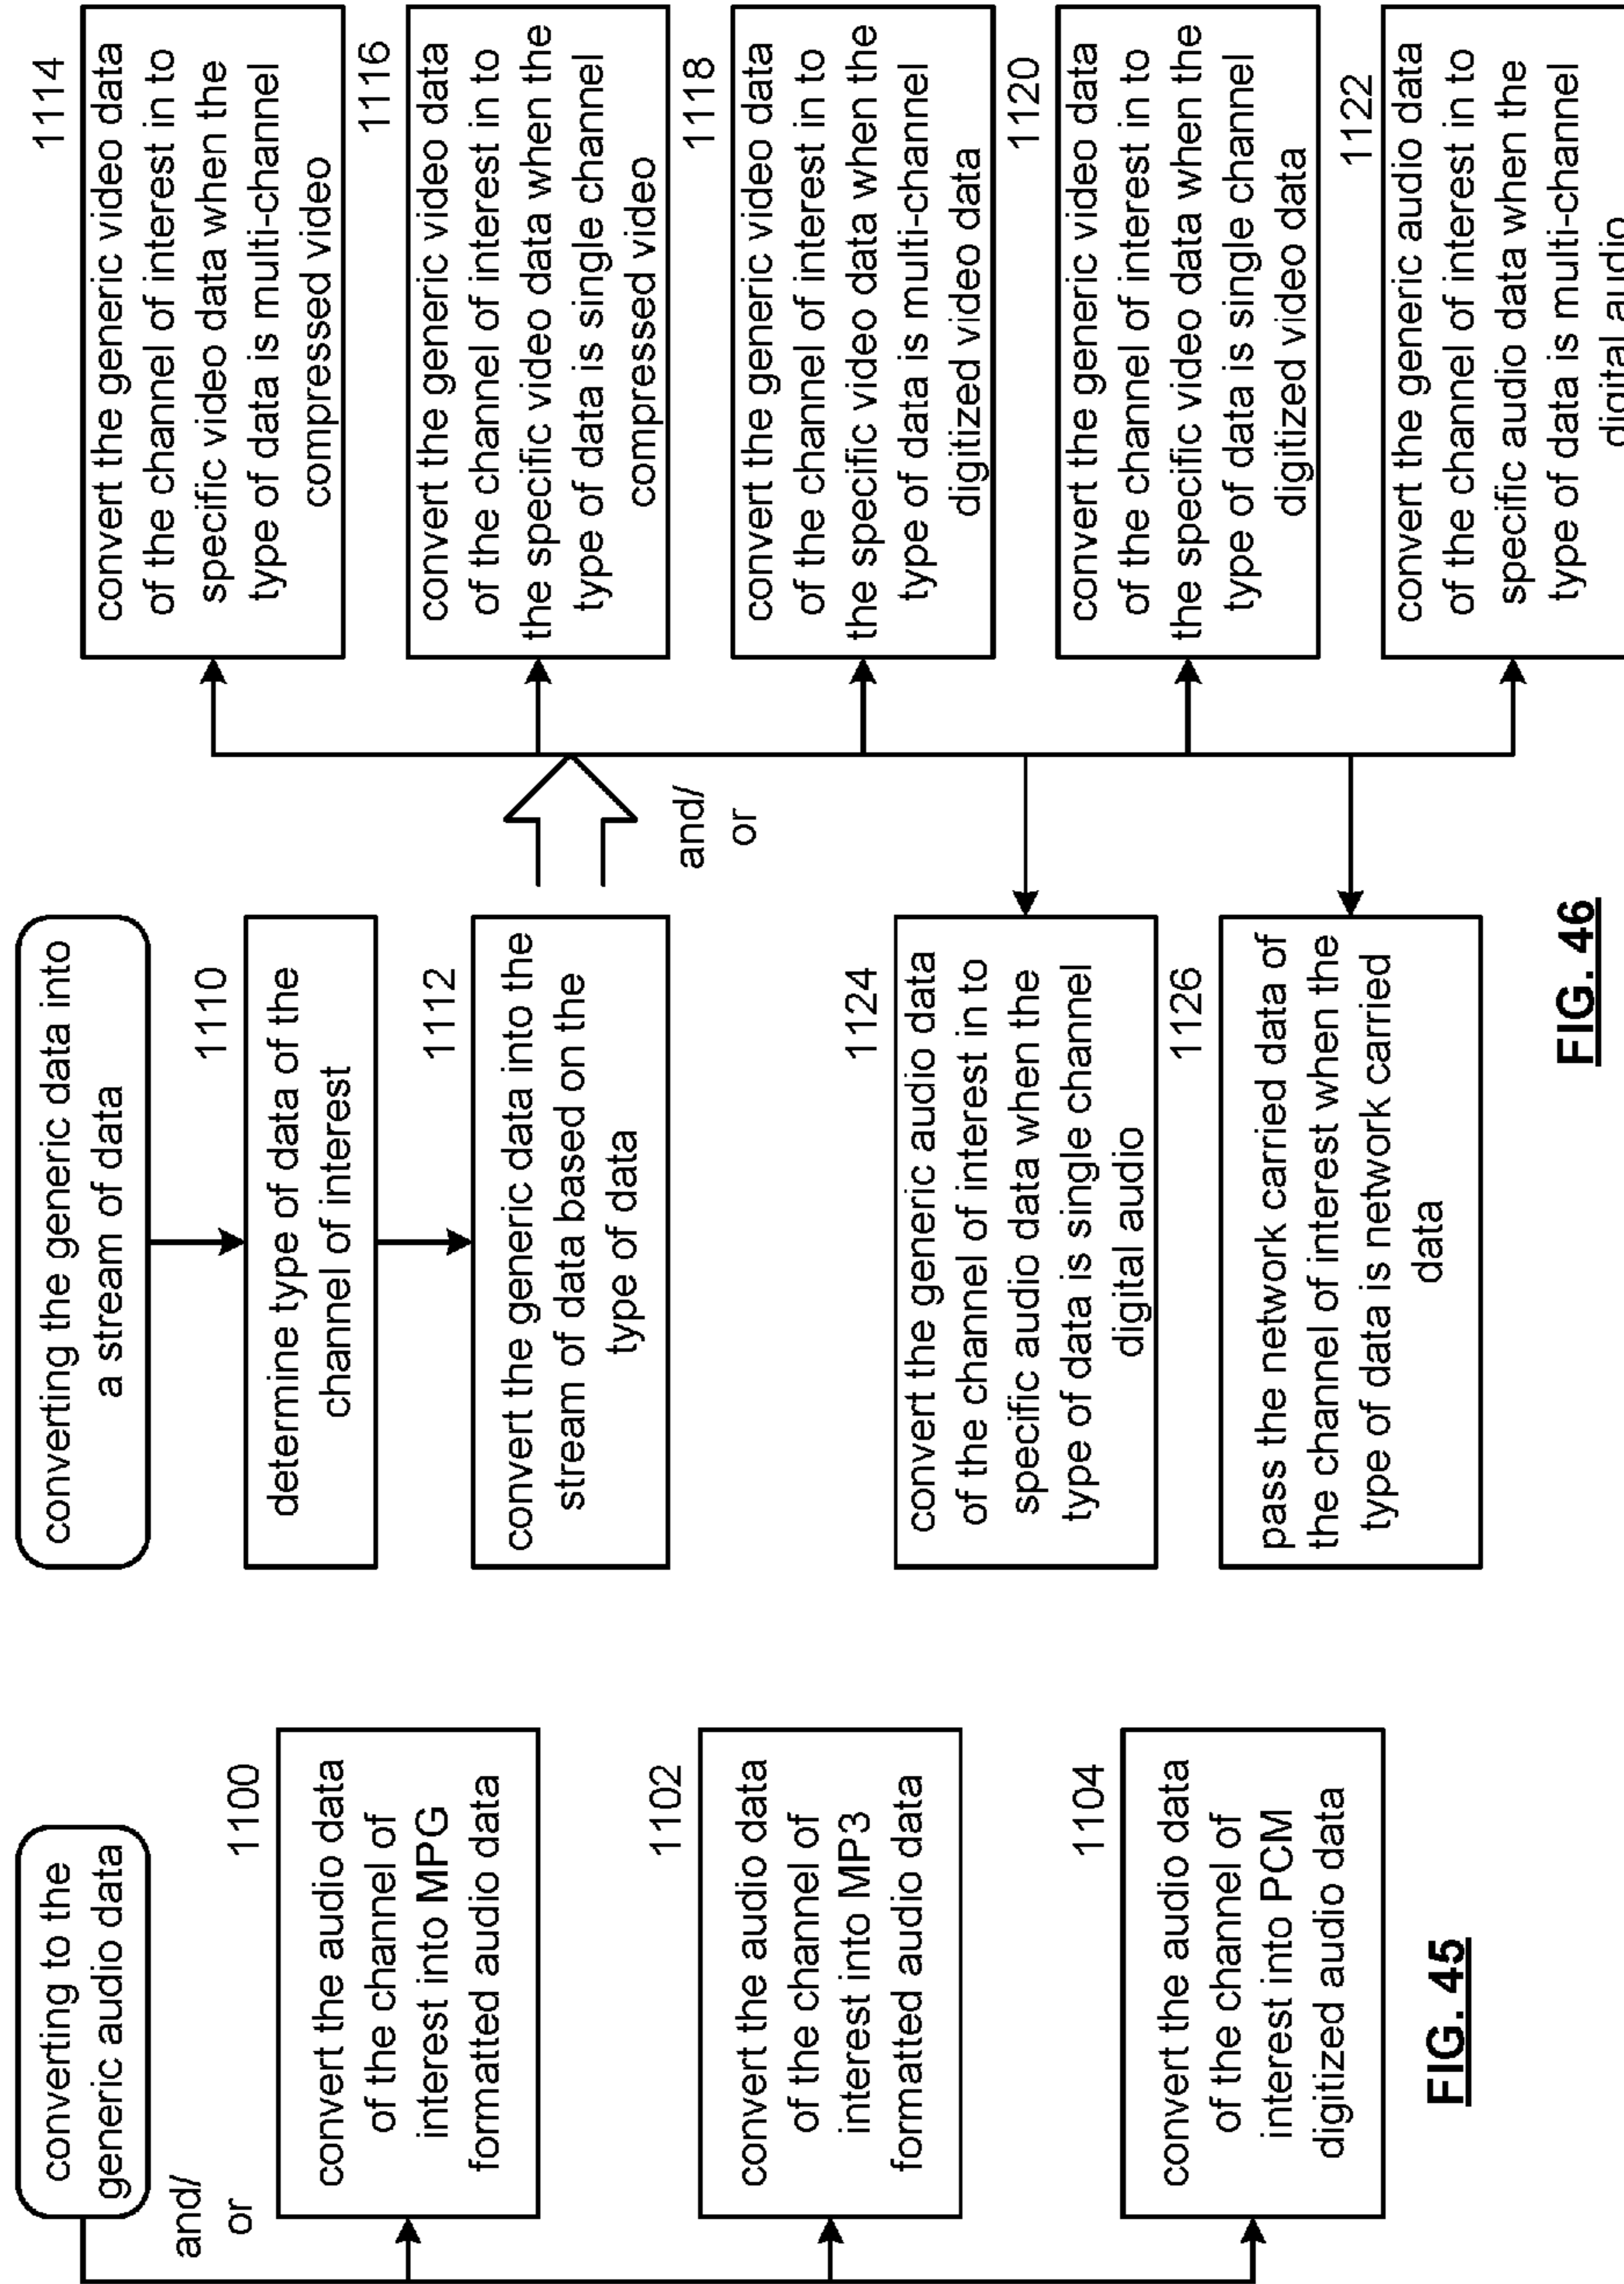 converting to the
generic audio data
and/
or
1100
convert the audio data
of the channel of
interest into MPG
formatted audio data
1102
convert the audio data
of the channel of
interest into MP3
formatted audio data
1104
convert the audio data
of the channel of
interest into PCM
digitized audio data
FIG. 45
converting the generic data into
a stream of data
1110
determine type of data of the
channel of interest
1112
convert the generic data into the
stream of data based on the
type of data
and/
or
1114
convert the generic video data
of the channel of interest in to
specific video data when the
type of data is multi-channel
compressed video
1116
convert the generic video data
of the channel of interest in to
the specific video data when the
type of data is single channel
compressed video
1118
convert the generic video data
of the channel of interest in to
the specific video data when the
type of data is multi-channel
digitized video data
1120
convert the generic video data
of the channel of interest in to
the specific video data when the
type of data is single channel
digitized video data
1122
convert the generic audio data
of the channel of interest in to
specific audio data when the
type of data is multi-channel
digital audio
1124
convert the generic audio data
of the channel of interest in to
specific audio data when the
type of data is single channel
digital audio
1126
pass the network carried data of
the channel of interest when the
type of data is network carried
data
FIG. 46